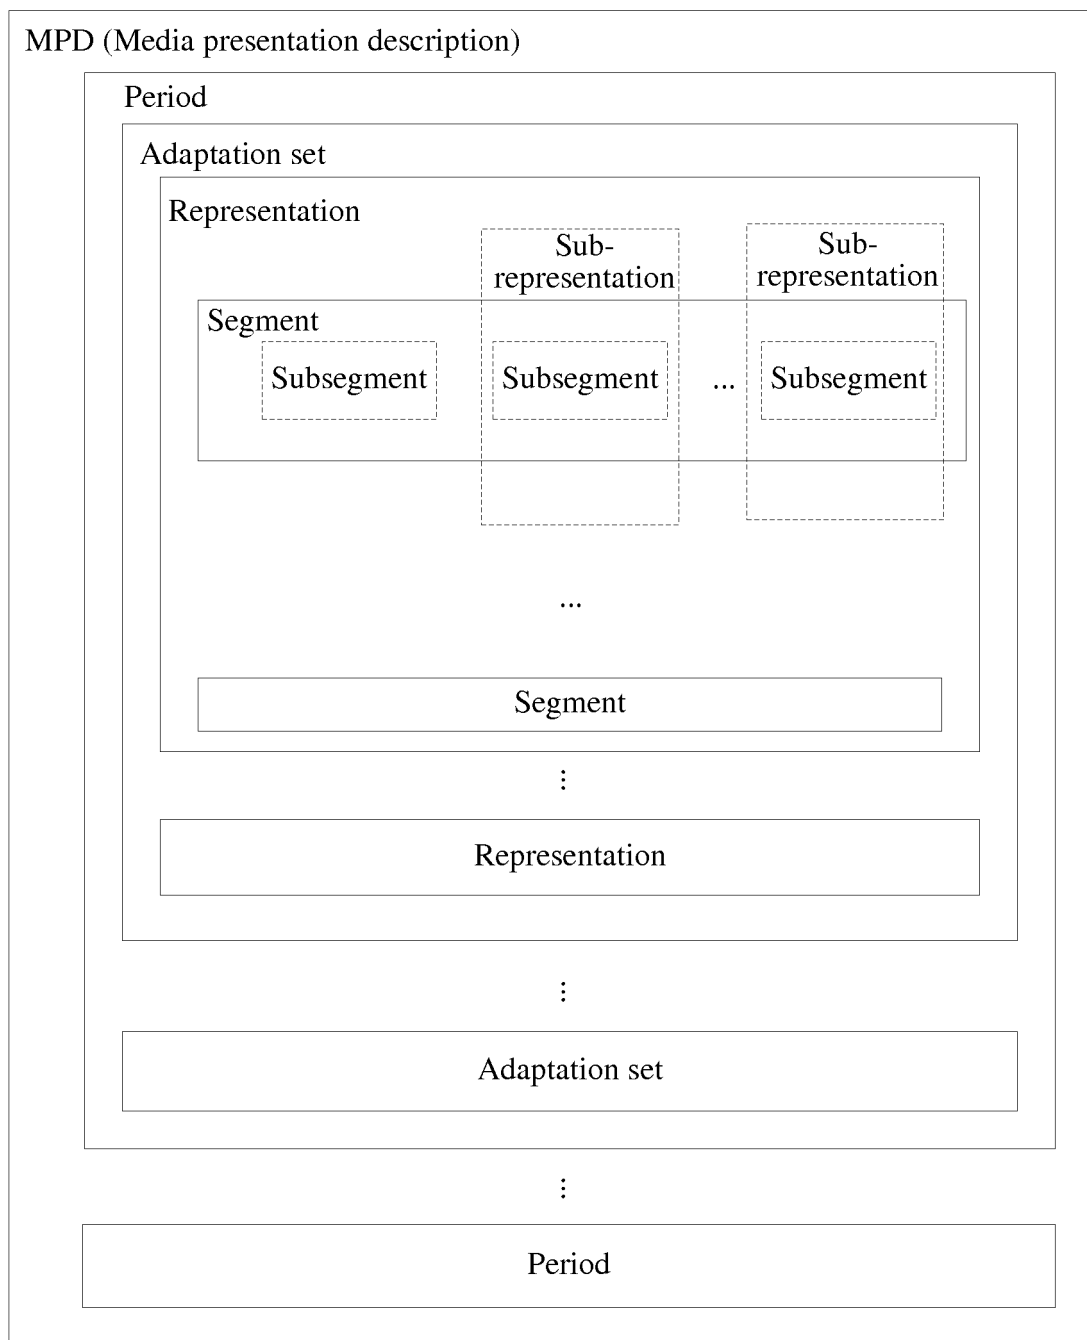 MPD (Media presentation description)
Period
Adaptation set
Representation
Sub-
representation
Sub-
representation
Segment
Subsegment
Subsegment
...
Subsegment
...
Segment
...
Representation
...
Adaptation set
...
Period